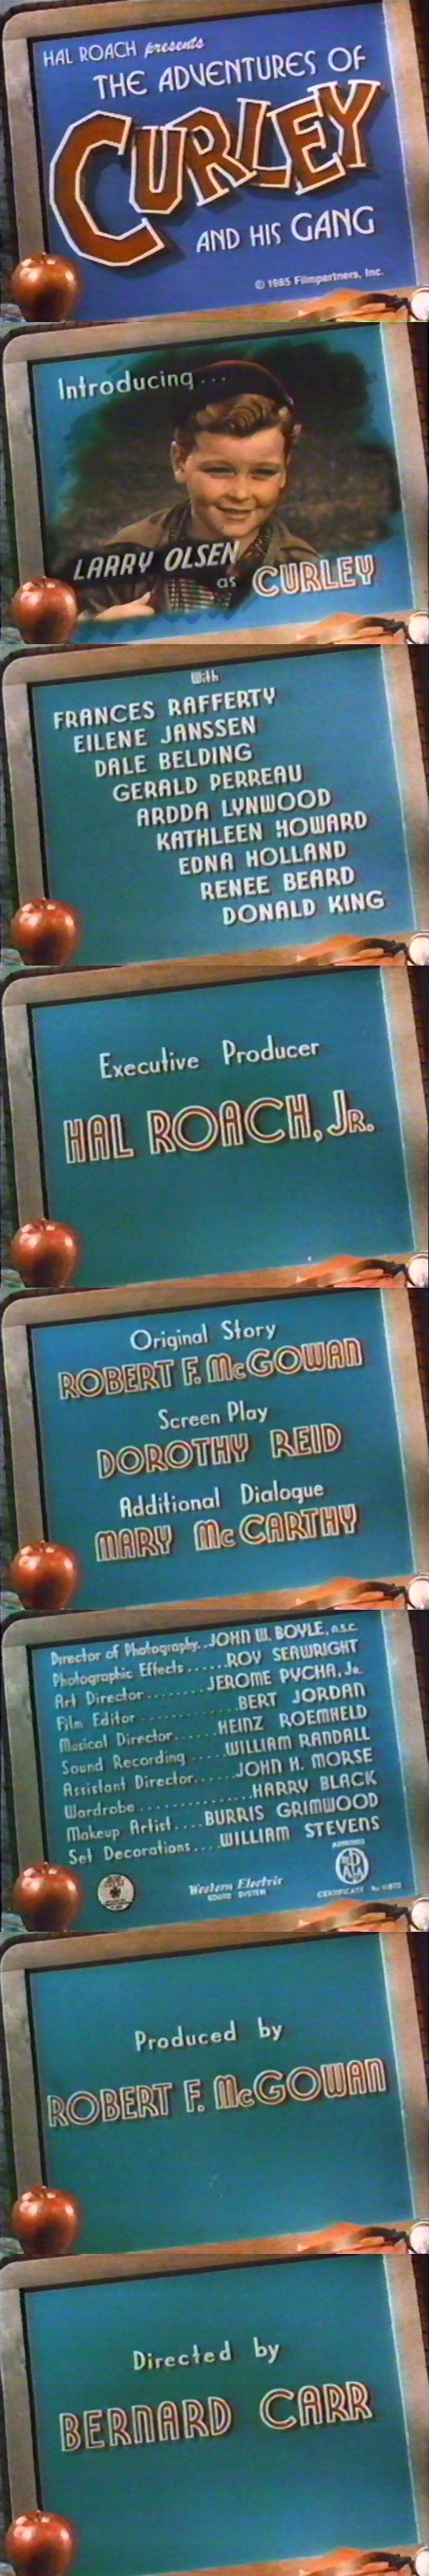 HAL ROACH presents
THE ADVENTURES OF
CURLEY
AND HIS GANG
© 1985 Filmpartners, Inc.
Introducing...
LARRY OLSEN
as CURLEY
With
FRANCES RAFFERTY
EILENE JANSSEN
DALE BELDING
GERALD PERREAU
ARDDA LYNWOOD
KATHLEEN HOWARD
EDNA HOLLAND
RENEE BEARD
DONALD KING
Executive Producer
HAL ROACH, JR.
Original Story
ROBERT F. McGOWAN
Screen Play
DOROTHY REID
Additional Dialogue
MARY McCARTHY
Director of Photography..JOHN W. BOYLE, A.S.C.
Photographic Effects......ROY SEAWRIGHT
Art Director........JEROME PYCHA, Jr.
Film Editor............BERT JORDAN
Musical Director......HEINZ ROEMHELD
Sound Recording.....WILLIAM RANDALL
Assistant Director......JOHN H. MORSE
Wardrobe...............HARRY BLACK
Makeup Artist....BURRIS GRIMWOOD
Set Decorations....WILLIAM STEVENS
APPROVED
Western Electric
SOUND SYSTEM
CERTIFICATE No.
Produced by
ROBERT F. McGOWAN
Directed by
BERNARD CARR